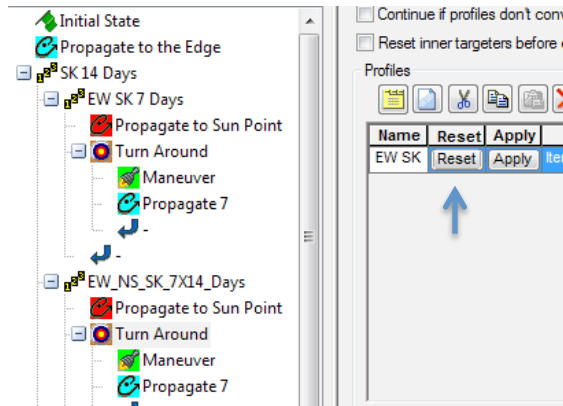 Initial State
Propagate to the Edge
SK 14 Days
EW SK 7 Days
Propagate to Sun Point
Turn Around
Maneuver
Propagate 7
-
-
EW_NS_SK_7X14_Days
Propagate to Sun Point
Turn Around
Maneuver
Propagate 7
Continue if profiles don't conv
Reset inner targeters before
Profiles
Name Reset Apply
EW SK Reset Apply Iter